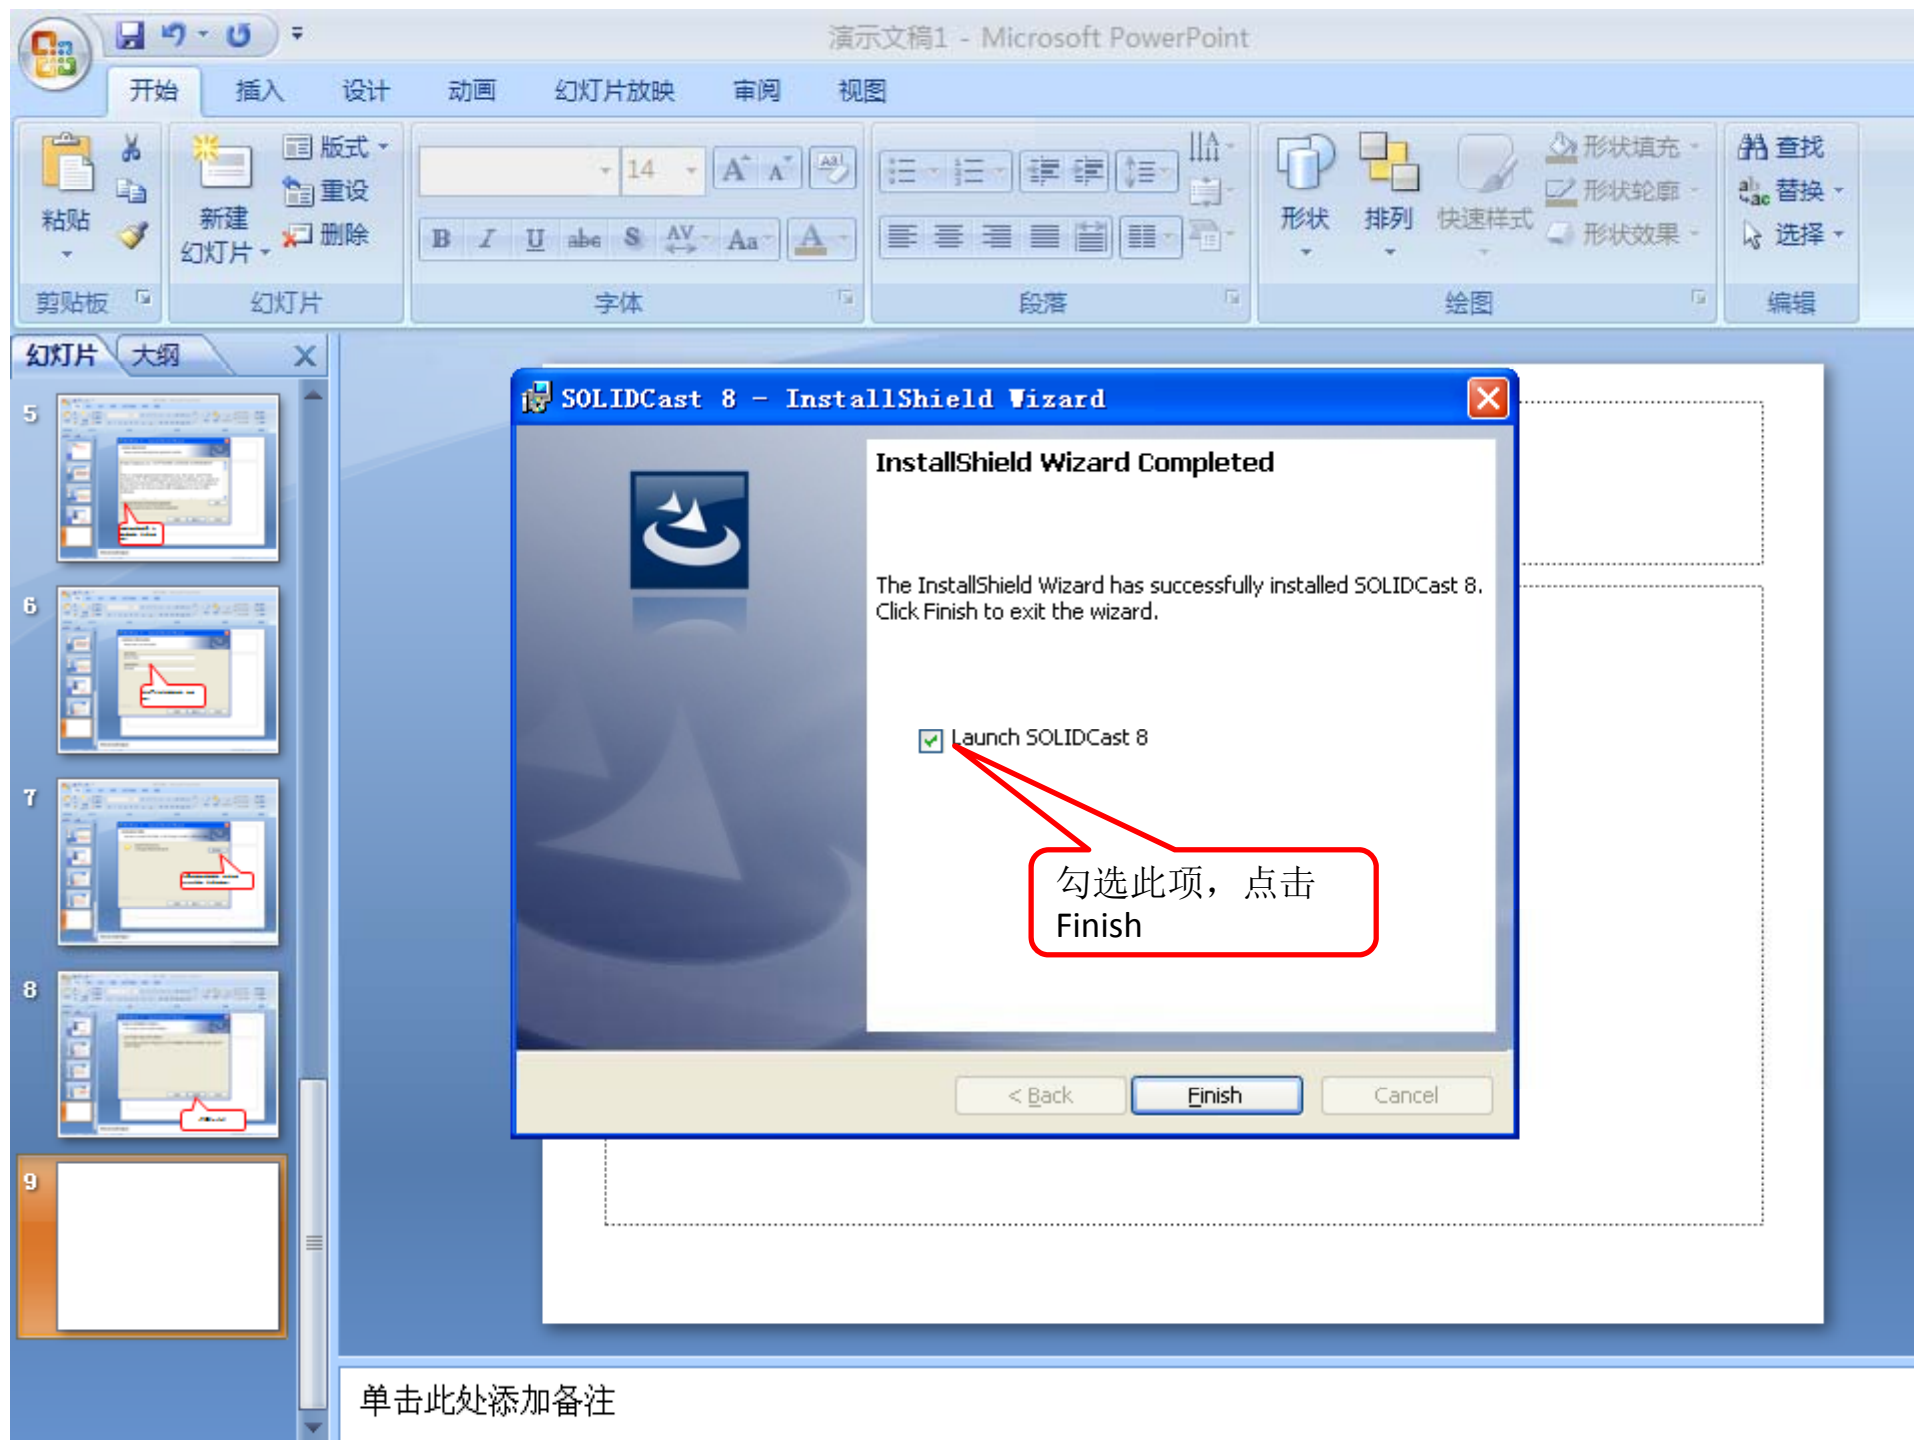 演示文稿1 - Microsoft PowerPoint
开始 插入 设计 动画 幻灯片放映 审阅 视图
粘贴
剪贴板
新建
幻灯片
版式
重设
删除
幻灯片
14
B I U abc S AV Aa A
字体
段落
形状 排列 快速样式
形状填充
形状轮廓
形状效果
绘图
查找
替换
选择
编辑
幻灯片 大纲
5
6
7
8
9
SOLIDCast 8 - InstallShield Wizard
InstallShield Wizard Completed
The InstallShield Wizard has successfully installed SOLIDCast 8.
Click Finish to exit the wizard.
Launch SOLIDCast 8
勾选此项，点击
Finish
< Back Finish Cancel
单击此处添加备注